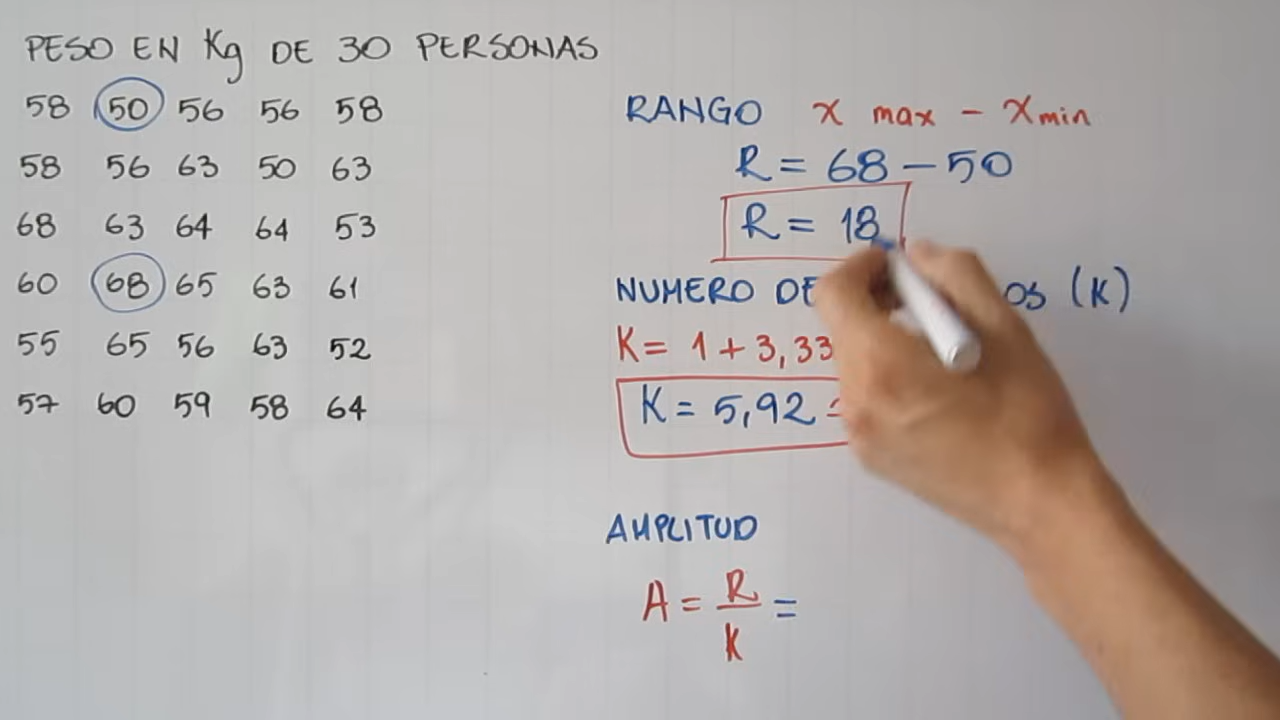 PESO EN Kg DE 30 PERSONAS
58 50 56 56 58
58 56 63 50 63
68 63 64 64 53
60 68 65 63 61
55 65 56 63 52
57 60 59 58 64
RANGO x max - xmin
R = 68 - 50
R = 18
NUMERO DE OS (K)
K = 1 + 3,33
K = 5,92
AMPLITUD
A = R/K =